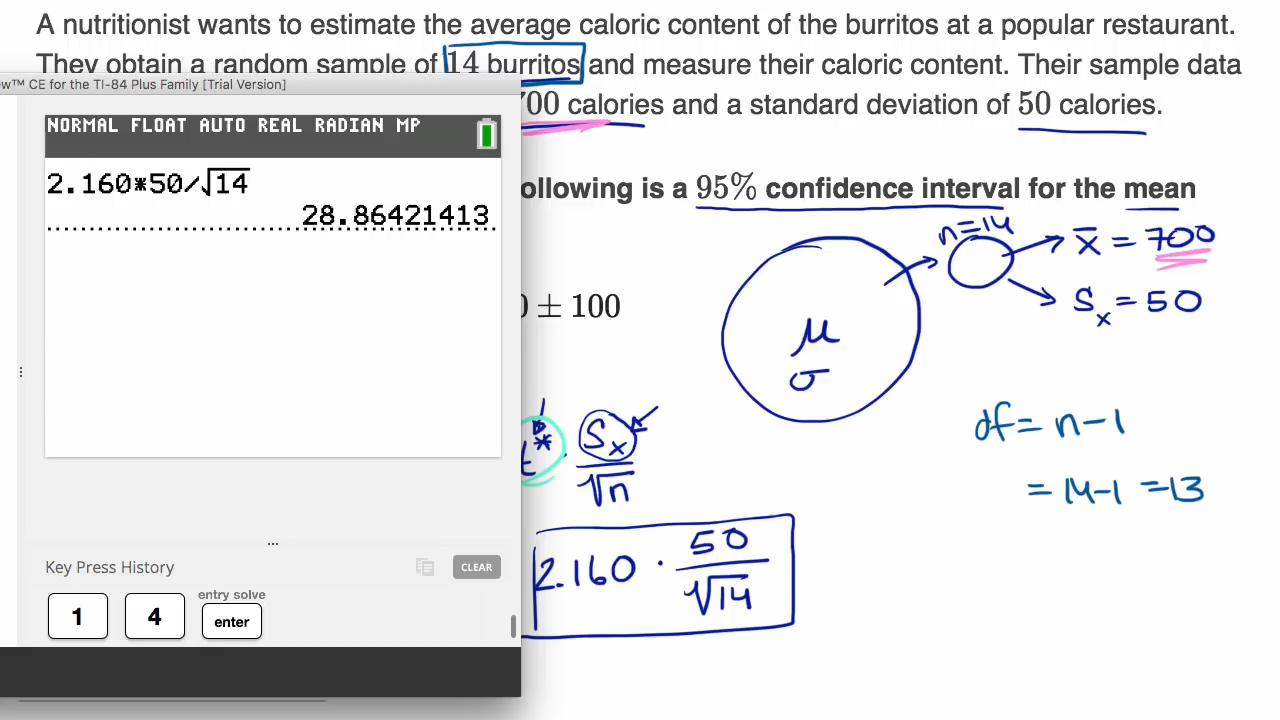 A nutritionist wants to estimate the average caloric content of the burritos at a popular restaurant.
They obtain a random sample of 14 burritos and measure their caloric content. Their sample data
w™ CE for the TI-84 Plus Family [Trial Version]
700 calories and a standard deviation of 50 calories.
NORMAL FLOAT AUTO REAL RADIAN MP
2.160*50/√14
28.86421413
ollowing is a 95% confidence interval for the mean
n=14
x̄ = 700
Sx = 50
0 ± 100
μ
σ
t* · Sx/√n
df = n-1
= 14-1 = 13
2.160 · 50/√14
Key Press History
CLEAR
1
4
entry solve
enter